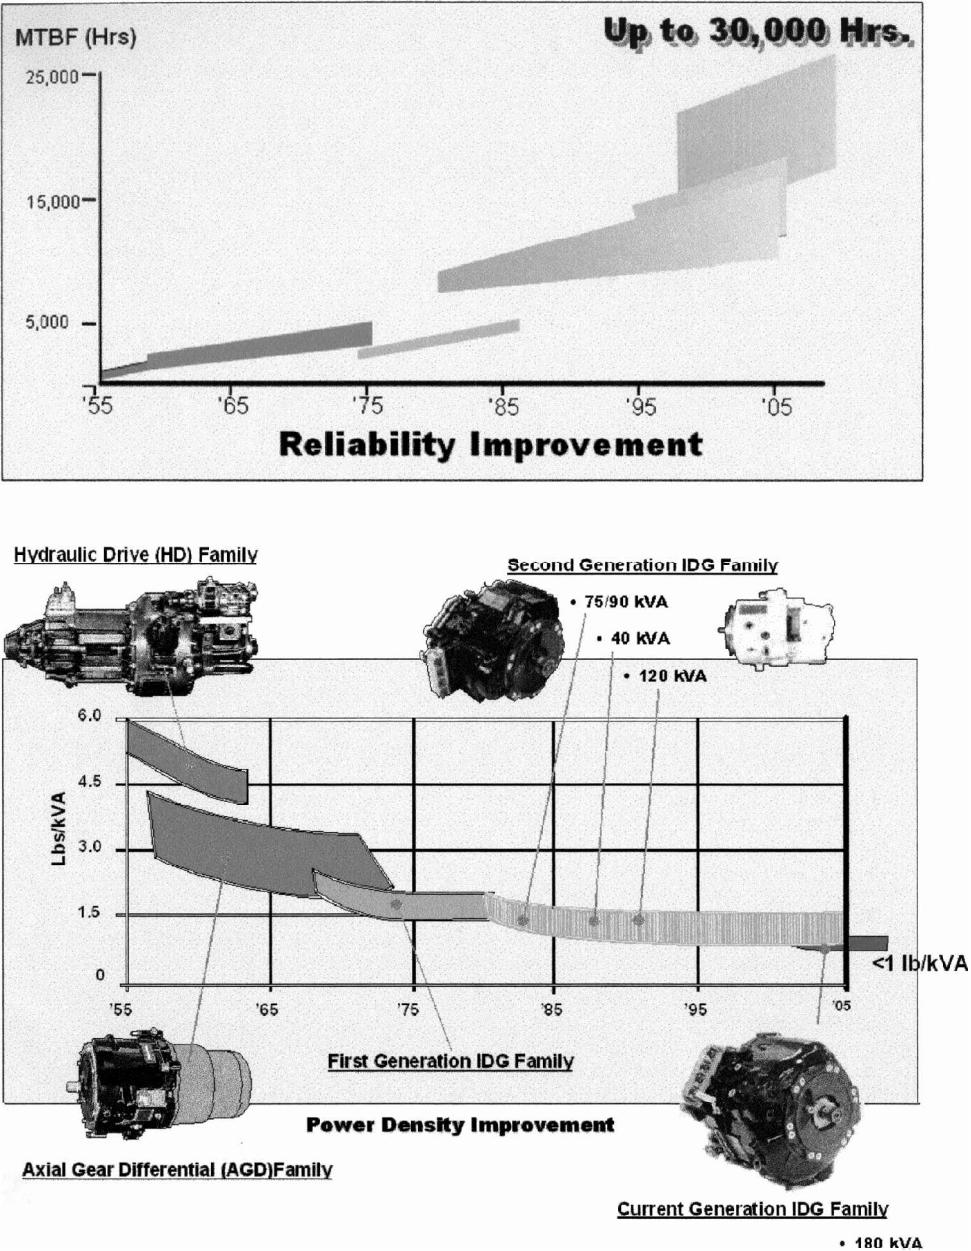 MTBF (Hrs)
Up to 30,000 Hrs.
25,000
15,000
5,000
'55
'65
'75
'85
'95
'05
Reliability Improvement
Hydraulic Drive (HD) Family
Second Generation IDG Family
• 75/90 kVA
• 40 kVA
• 120 kVA
Lbs/kVA
6.0
4.5
3.0
1.5
0
<1 lb/kVA
'55
'65
'75
'85
'95
'05
First Generation IDG Family
Power Density Improvement
Axial Gear Differential (AGD)Family
Current Generation IDG Family
• 180 kVA